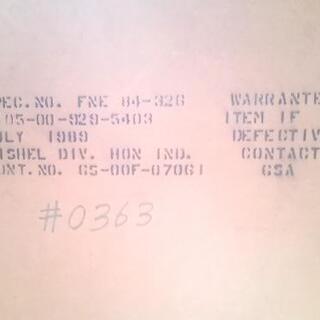 PEC.NO. FNE 84-326 WARRANTE
105-00-929-5403 ITEM IF
ULY 1989 DEFECTIV
ISHEL DIV. HON IND. CONTACT
ONT.NO. GS-00F-07061 GSA
#0363